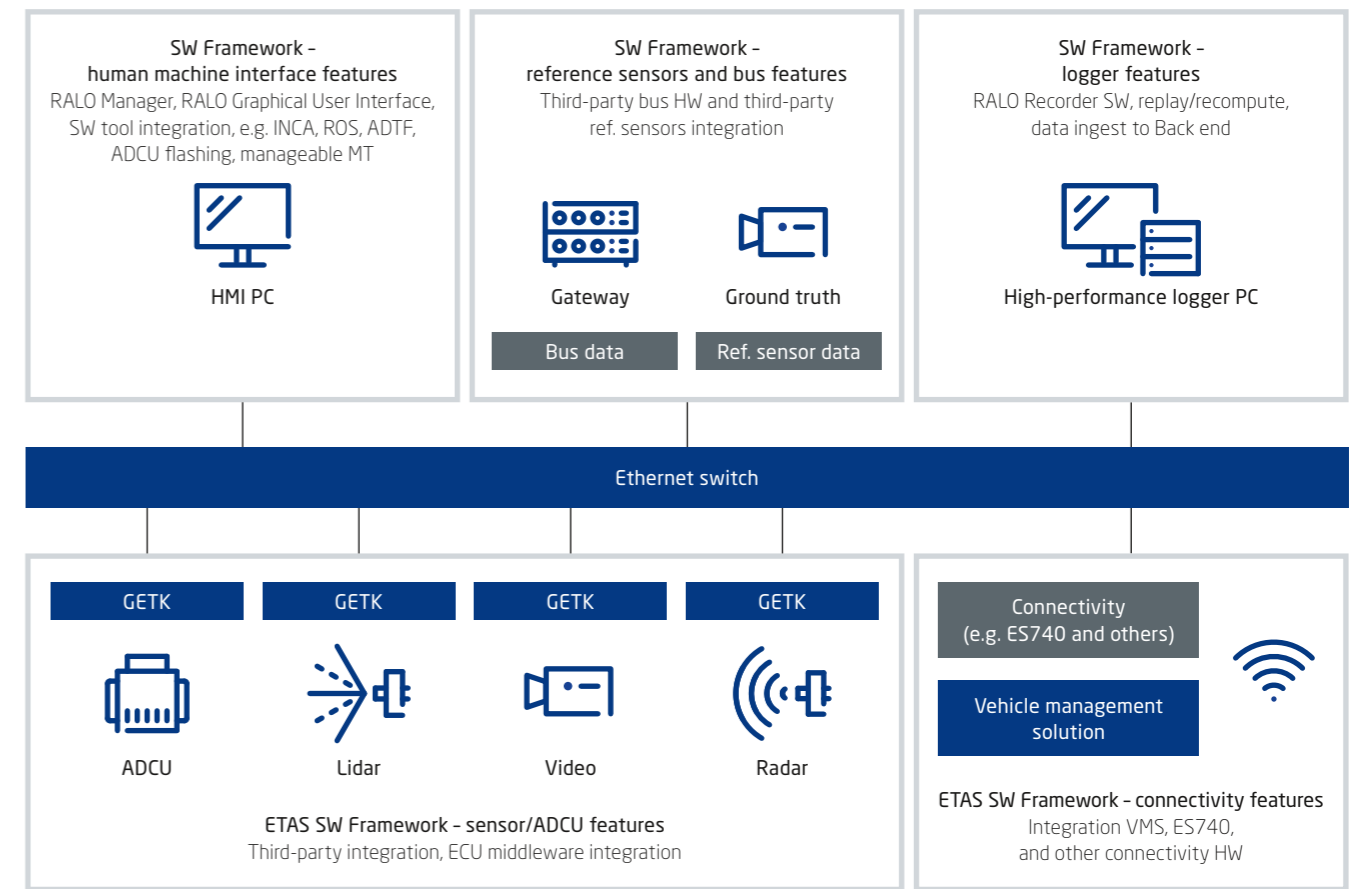 SW Framework –
human machine interface features
RALO Manager, RALO Graphical User Interface,
SW tool integration, e.g. INCA, ROS, ADTF,
ADCU flashing, manageable MT
HMI PC
SW Framework –
reference sensors and bus features
Third-party bus HW and third-party
ref. sensors integration
Gateway
Ground truth
Bus data
Ref. sensor data
SW Framework –
logger features
RALO Recorder SW, replay/recompute,
data ingest to Back end
High-performance logger PC
Ethernet switch
GETK
GETK
GETK
GETK
ADCU
Lidar
Video
Radar
ETAS SW Framework – sensor/ADCU features
Third-party integration, ECU middleware integration
Connectivity
(e.g. ES740 and others)
Vehicle management
solution
ETAS SW Framework – connectivity features
Integration VMS, ES740,
and other connectivity HW